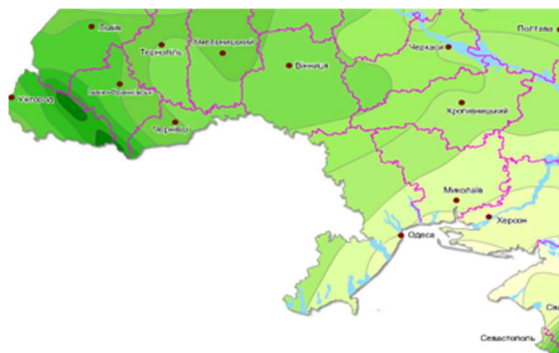 Львів
Тернопіль
Хмельницький
Вінниця
Черкаси
Полтава
Ужгород
Івано-Франківськ
Чернівці
Кропивницький
Миколаїв
Херсон
Одеса
Севастополь